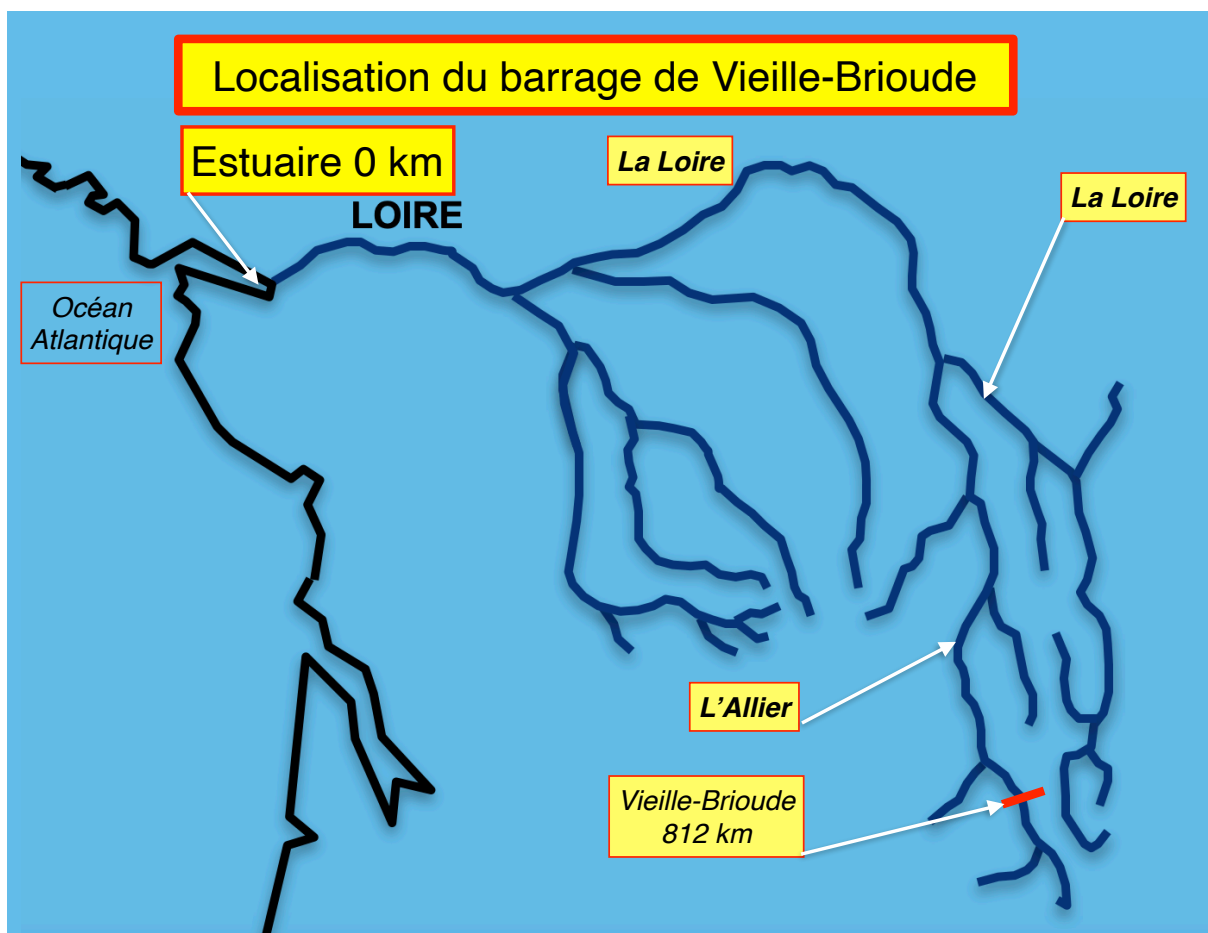 Localisation du barrage de Vieille-Brioude
Estuaire 0 km
La Loire
La Loire
LOIRE
Océan
Atlantique
L’Allier
Vieille-Brioude
812 km